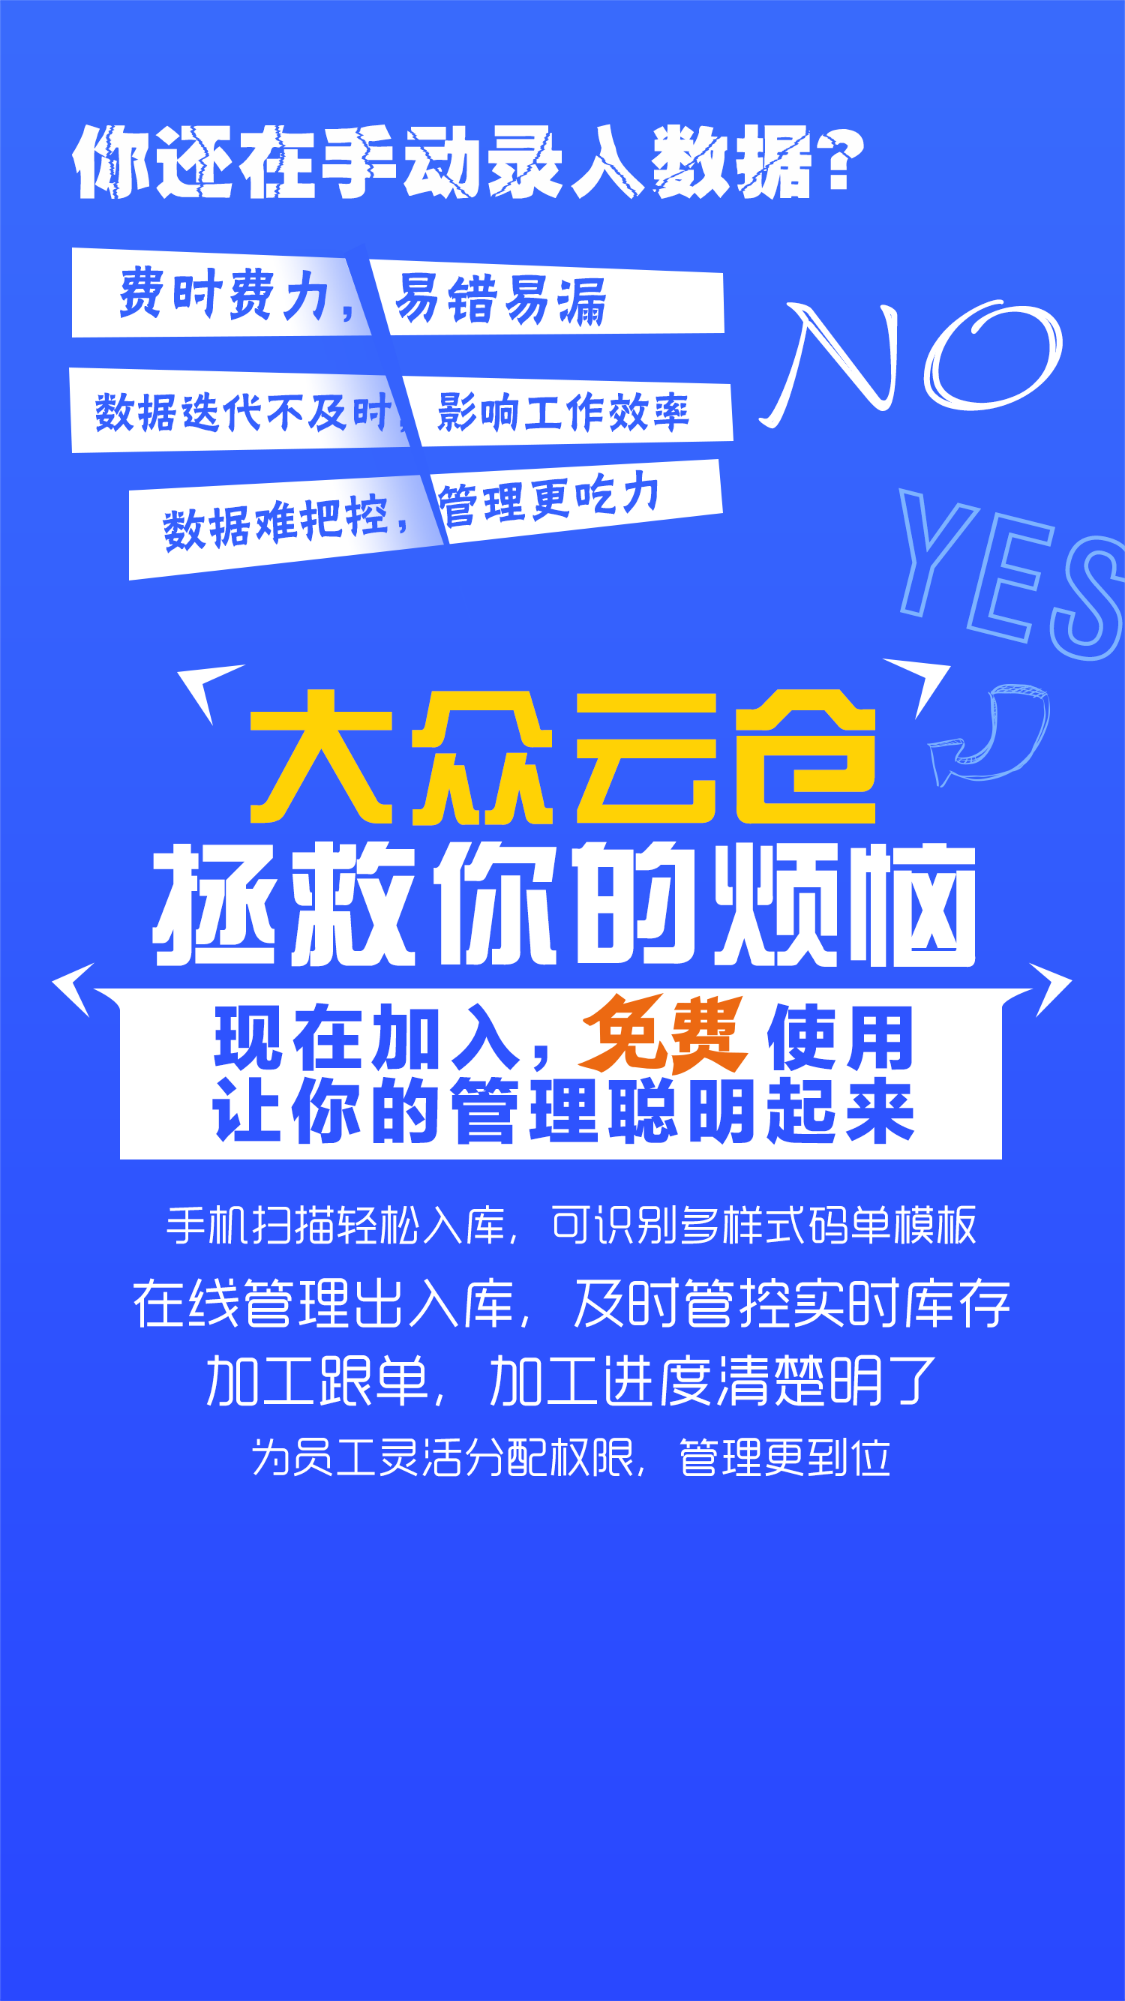 你还在手动录入数据?
费时费力，易错易漏
NO
数据迭代不及时，影响工作效率
数据难把控，管理更吃力
YES
大众云仓
拯救你的烦恼
现在加入，免费使用
让你的管理聪明起来
手机扫描轻松入库，可识别多样式码单模板
在线管理出入库，及时管控实时库存
加工跟单，加工进度清楚明了
为员工灵活分配权限，管理更到位